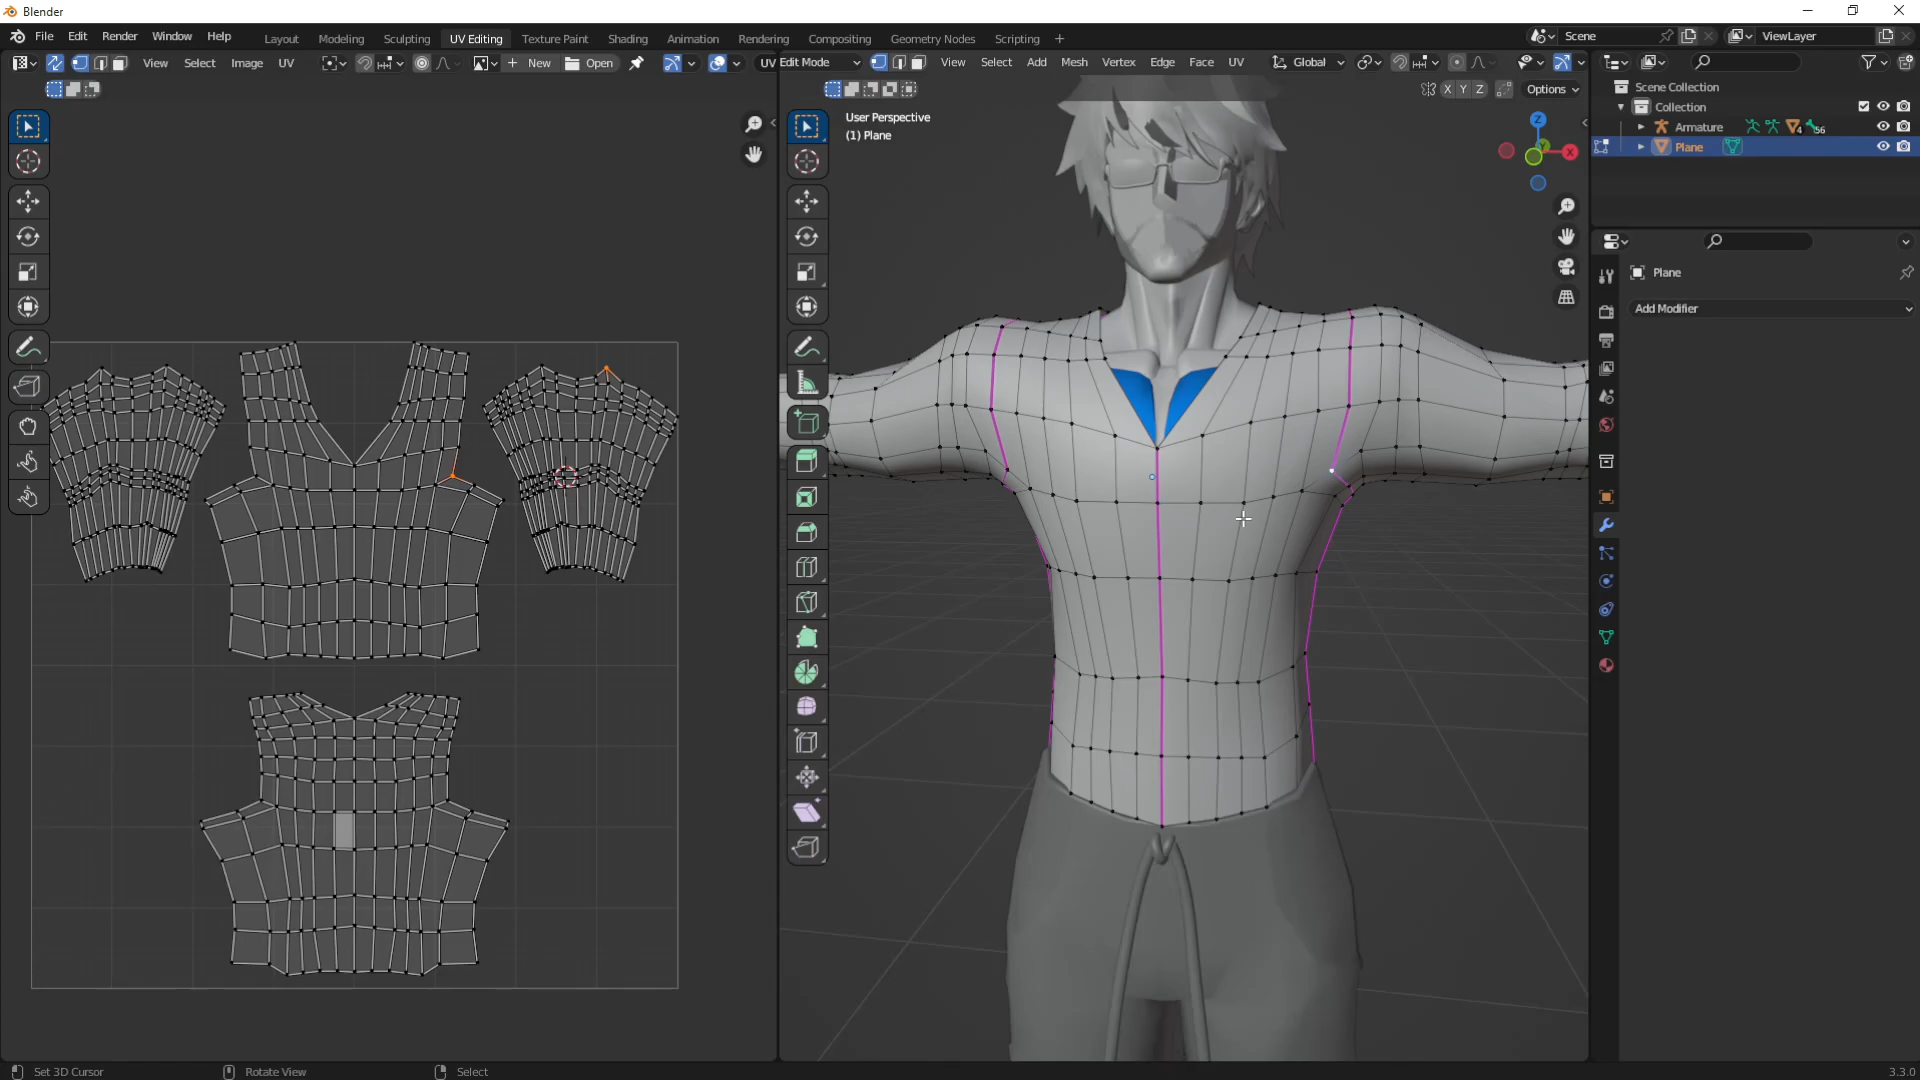 Blender
File Edit Render Window Help
Layout Modeling Sculpting UV Editing Texture Paint Shading Animation Rendering Compositing Geometry Nodes Scripting +
Scene
ViewLayer
View Select Image UV
New
Open
UV
Edit Mode
View Select Add Mesh Vertex Edge Face UV
Global
X Y Z
Options
User Perspective
(1) Plane
Z
Y
X
Scene Collection
Collection
Armature
4
56
Plane
Plane
Add Modifier
Set 3D Cursor
Rotate View
Select
3.3.0